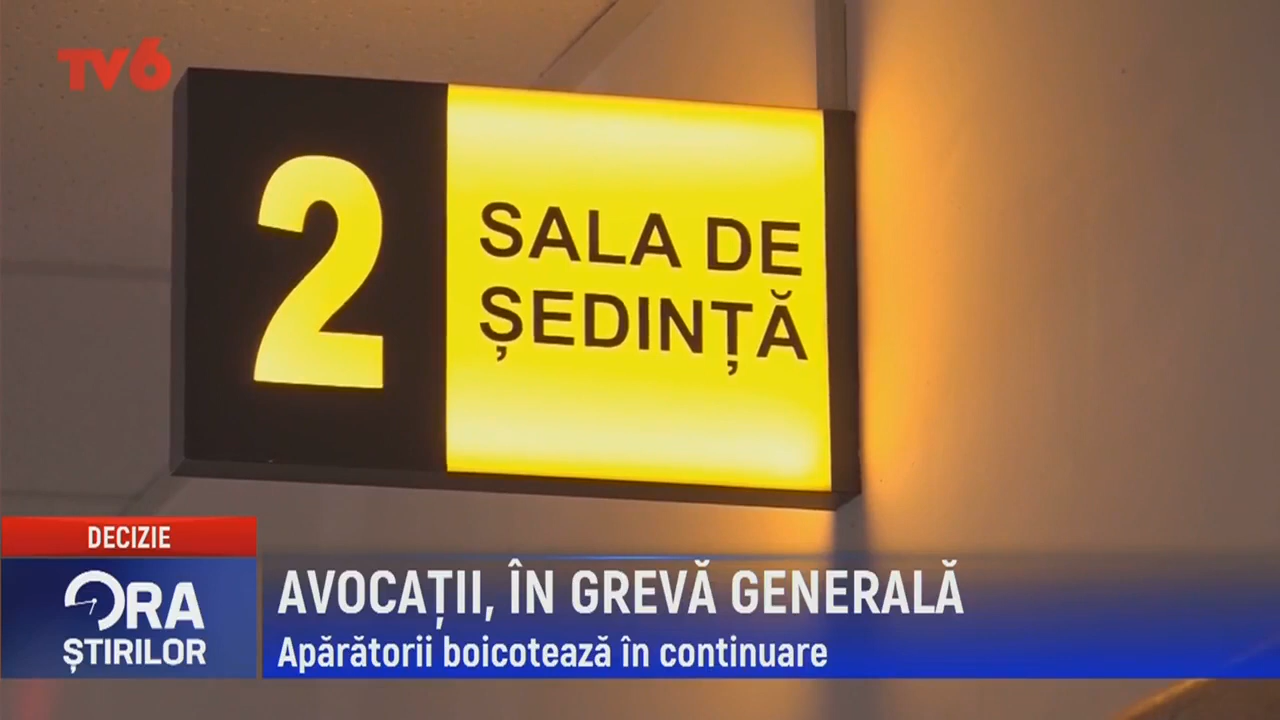 TV6
2
SALA DE
ȘEDINȚĂ
DECIZIE
ORA
ȘTIRILOR
AVOCAȚII, ÎN GREVĂ GENERALĂ
Apărătorii boicotează în continuare